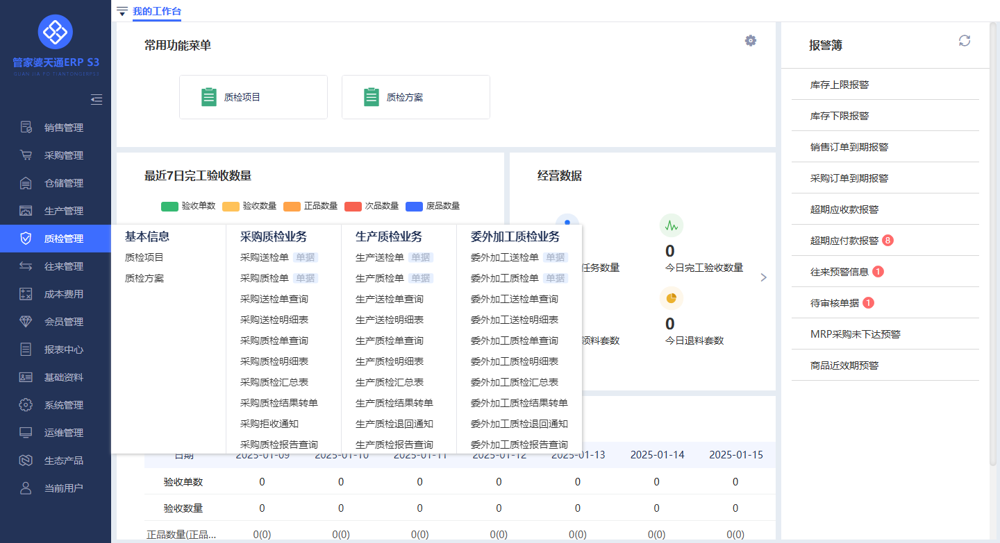 管家婆天通ERP S3
GUAN JIA PO TIANTONGERPS3
销售管理
采购管理
仓储管理
生产管理
质检管理
往来管理
成本费用
会员管理
报表中心
基础资料
系统管理
运维管理
生态产品
当前用户
我的工作台
常用功能菜单
质检项目
质检方案
最近7日完工验收数量
验收单数 验收数量 正品数量 次品数量 废品数量
经营数据
任务数量
0
今日完工验收数量
领料套数
0
今日退料套数
基本信息
质检项目
质检方案
采购质检业务
采购送检单 单据
采购质检单 单据
采购送检单查询
采购送检明细表
采购质检单查询
采购质检明细表
采购质检汇总表
采购质检结果转单
采购拒收通知
采购质检报告查询
生产质检业务
生产送检单 单据
生产质检单 单据
生产送检单查询
生产送检明细表
生产质检单查询
生产质检明细表
生产质检汇总表
生产质检结果转单
生产质检退回通知
生产质检报告查询
委外加工质检业务
委外加工送检单 单据
委外加工质检单 单据
委外加工送检单查询
委外加工送检明细表
委外加工质检单查询
委外加工质检明细表
委外加工质检汇总表
委外加工质检结果转单
委外加工质检退回通知
委外加工质检报告查询
日期 2025-01-09 2025-01-10 2025-01-11 2025-01-12 2025-01-13 2025-01-14 2025-01-15
验收单数 0 0 0 0 0 0 0
验收数量 0 0 0 0 0 0 0
正品数量(正品... 0(0) 0(0) 0(0) 0(0) 0(0) 0(0) 0(0)
报警簿
库存上限报警
库存下限报警
销售订单到期报警
采购订单到期报警
超期应收款报警
超期应付款报警 8
往来预警信息 1
待审核单据 1
MRP采购未下达预警
商品近效期预警